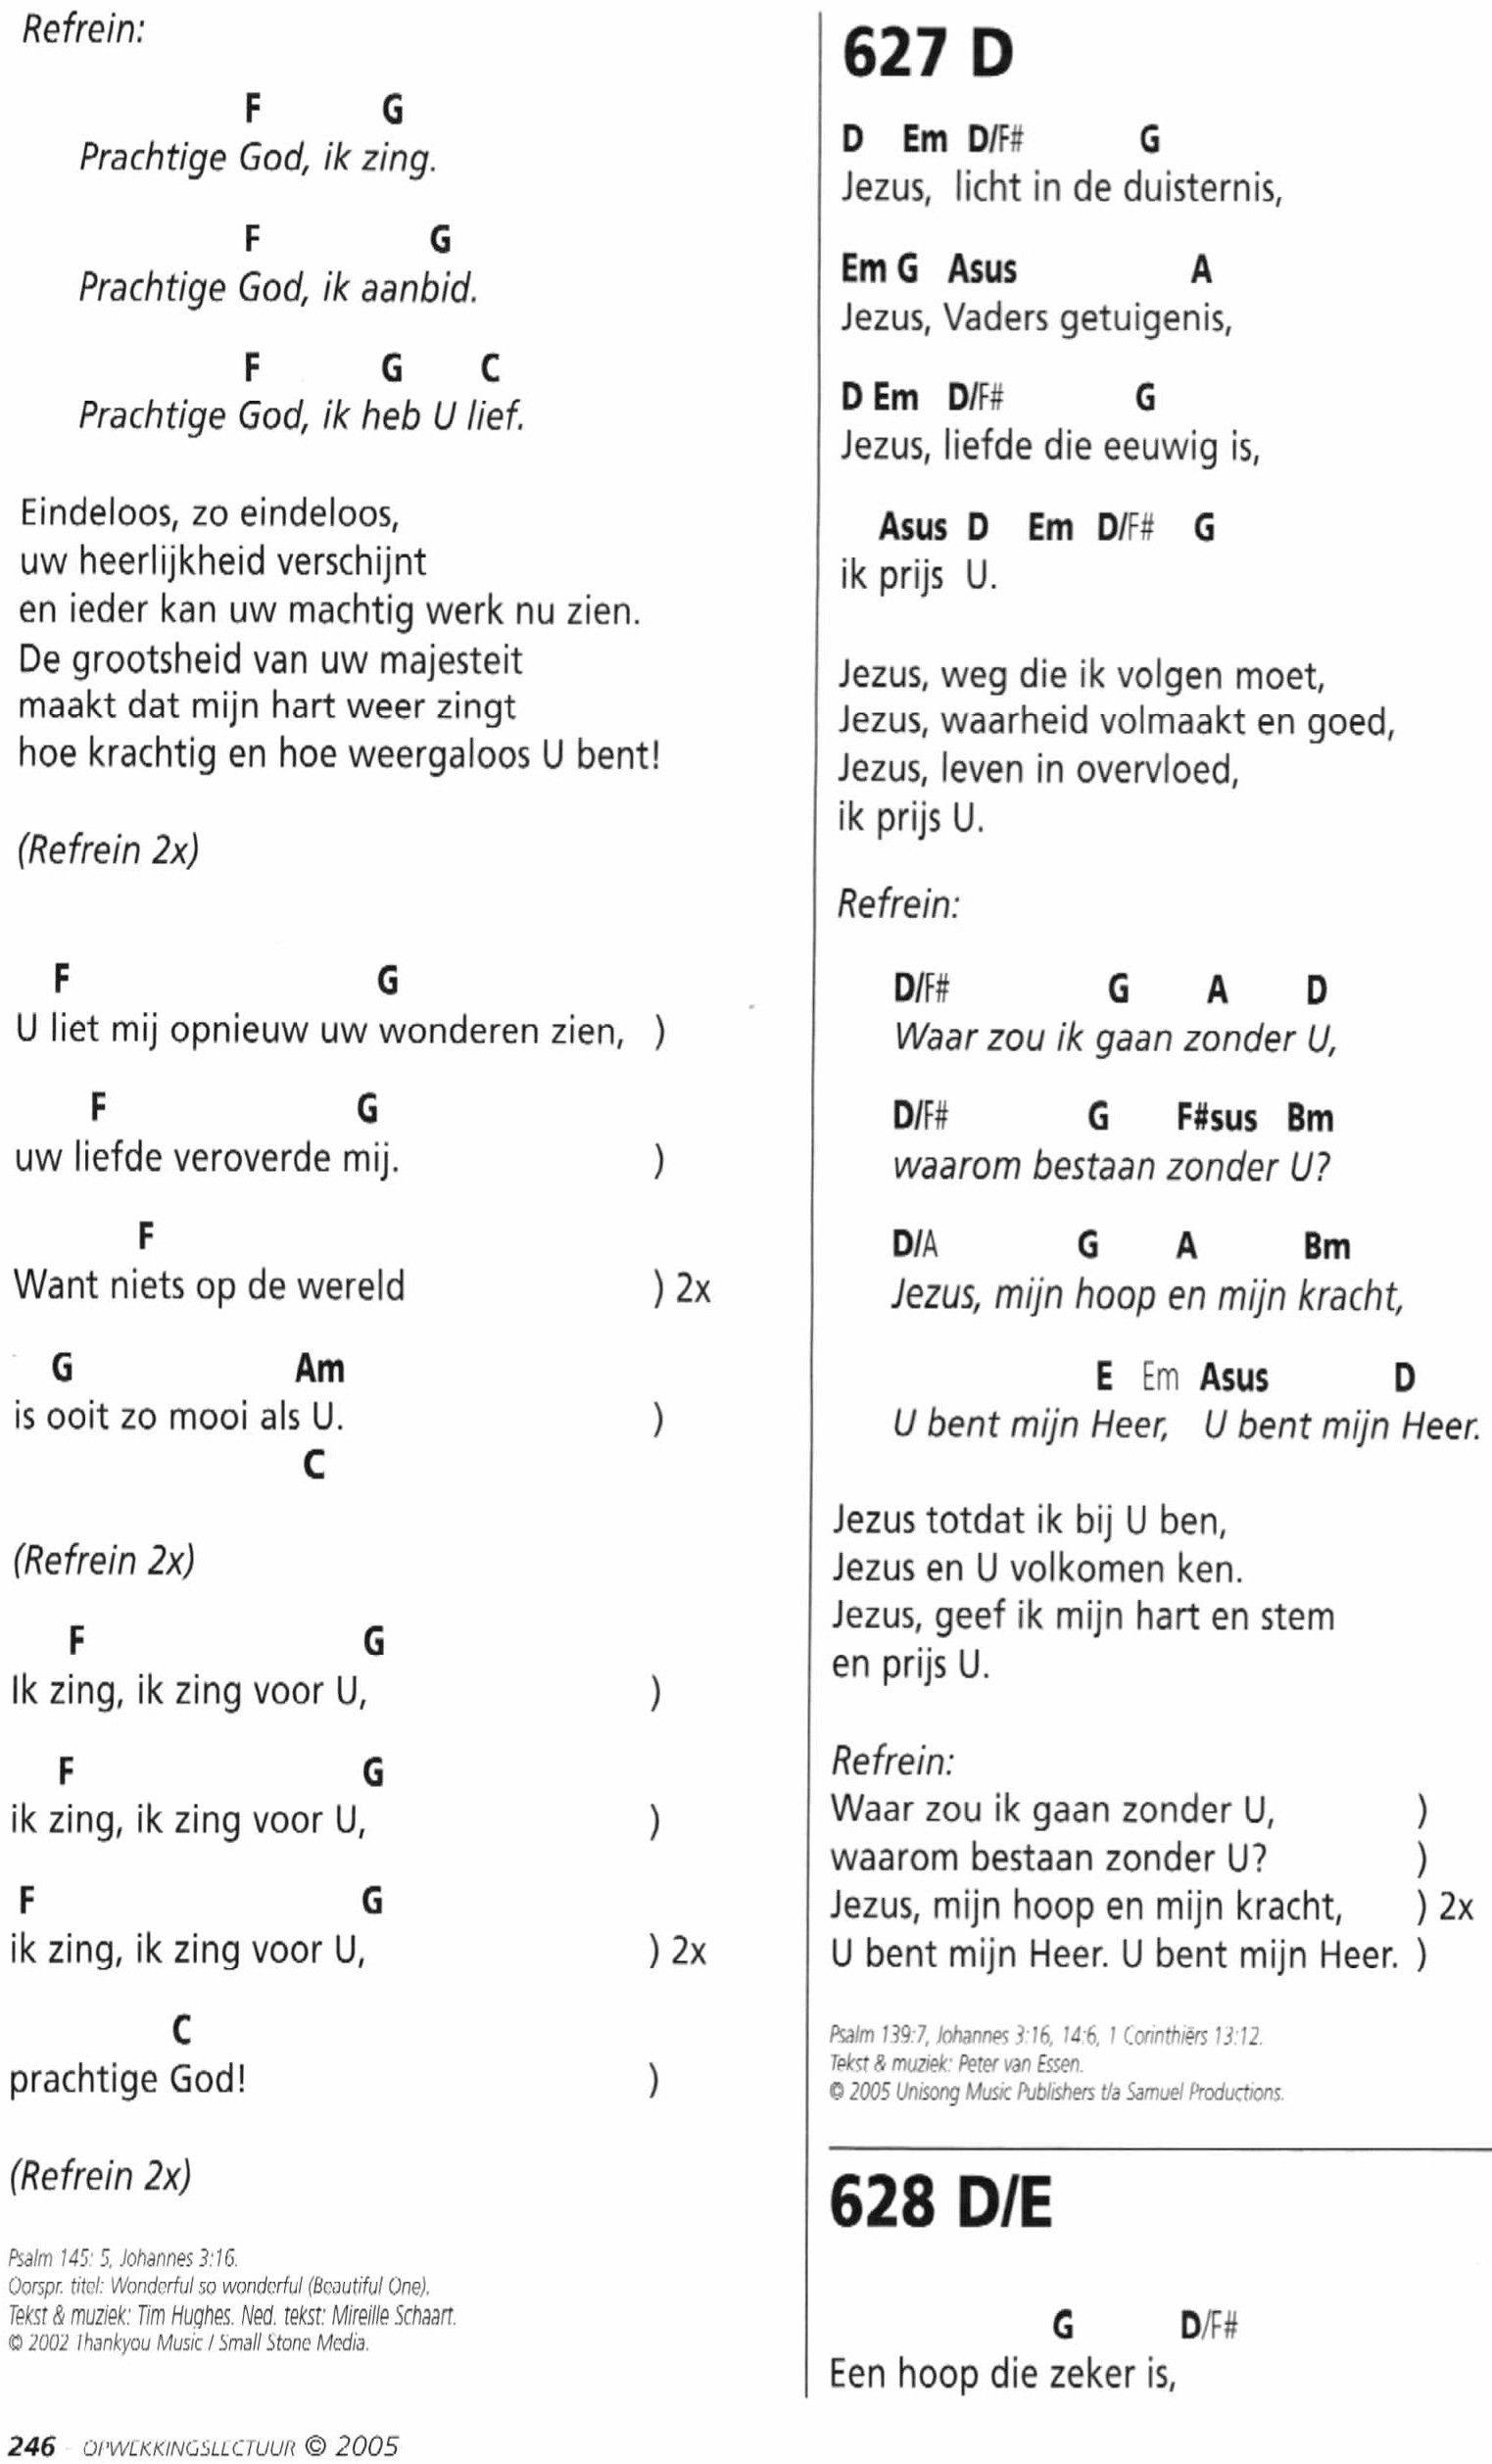 Refrein:
F G
Prachtige God, ik zing.
F G
Prachtige God, ik aanbid.
F G C
Prachtige God, ik heb U lief.
Eindeloos, zo eindeloos,
uw heerlijkheid verschijnt
en ieder kan uw machtig werk nu zien.
De grootsheid van uw majesteit
maakt dat mijn hart weer zingt
hoe krachtig en hoe weergaloos U bent!
(Refrein 2x)
F G
U liet mij opnieuw uw wonderen zien, )
F G
uw liefde veroverde mij. )
F
Want niets op de wereld ) 2x
G Am
is ooit zo mooi als U. )
C
(Refrein 2x)
F G
Ik zing, ik zing voor U, )
F G
ik zing, ik zing voor U, )
F G
ik zing, ik zing voor U, ) 2x
C
prachtige God! )
(Refrein 2x)
Psalm 145: 5, Johannes 3:16.
Oorspr. titel: Wonderful so wonderful (Beautiful One).
Tekst & muziek: Tim Hughes. Ned. tekst: Mireille Schaart.
© 2002 Thankyou Music / Small Stone Media.
246 - OPWEKKINGSLECTUUR © 2005
627 D
D Em D/F# G
Jezus, licht in de duisternis,
Em G Asus A
Jezus, Vaders getuigenis,
D Em D/F# G
Jezus, liefde die eeuwig is,
Asus D Em D/F# G
ik prijs U.
Jezus, weg die ik volgen moet,
Jezus, waarheid volmaakt en goed,
Jezus, leven in overvloed,
ik prijs U.
Refrein:
D/F# G A D
Waar zou ik gaan zonder U,
D/F# G F#sus Bm
waarom bestaan zonder U?
D/A G A Bm
Jezus, mijn hoop en mijn kracht,
E Em Asus D
U bent mijn Heer, U bent mijn Heer.
Jezus totdat ik bij U ben,
Jezus en U volkomen ken.
Jezus, geef ik mijn hart en stem
en prijs U.
Refrein:
Waar zou ik gaan zonder U, )
waarom bestaan zonder U? )
Jezus, mijn hoop en mijn kracht, ) 2x
U bent mijn Heer. U bent mijn Heer. )
Psalm 139:7, Johannes 3:16, 14:6, 1 Corinthiërs 13:12.
Tekst & muziek: Peter van Essen.
© 2005 Unisong Music Publishers t/a Samuel Productions.
628 D/E
G D/F#
Een hoop die zeker is,